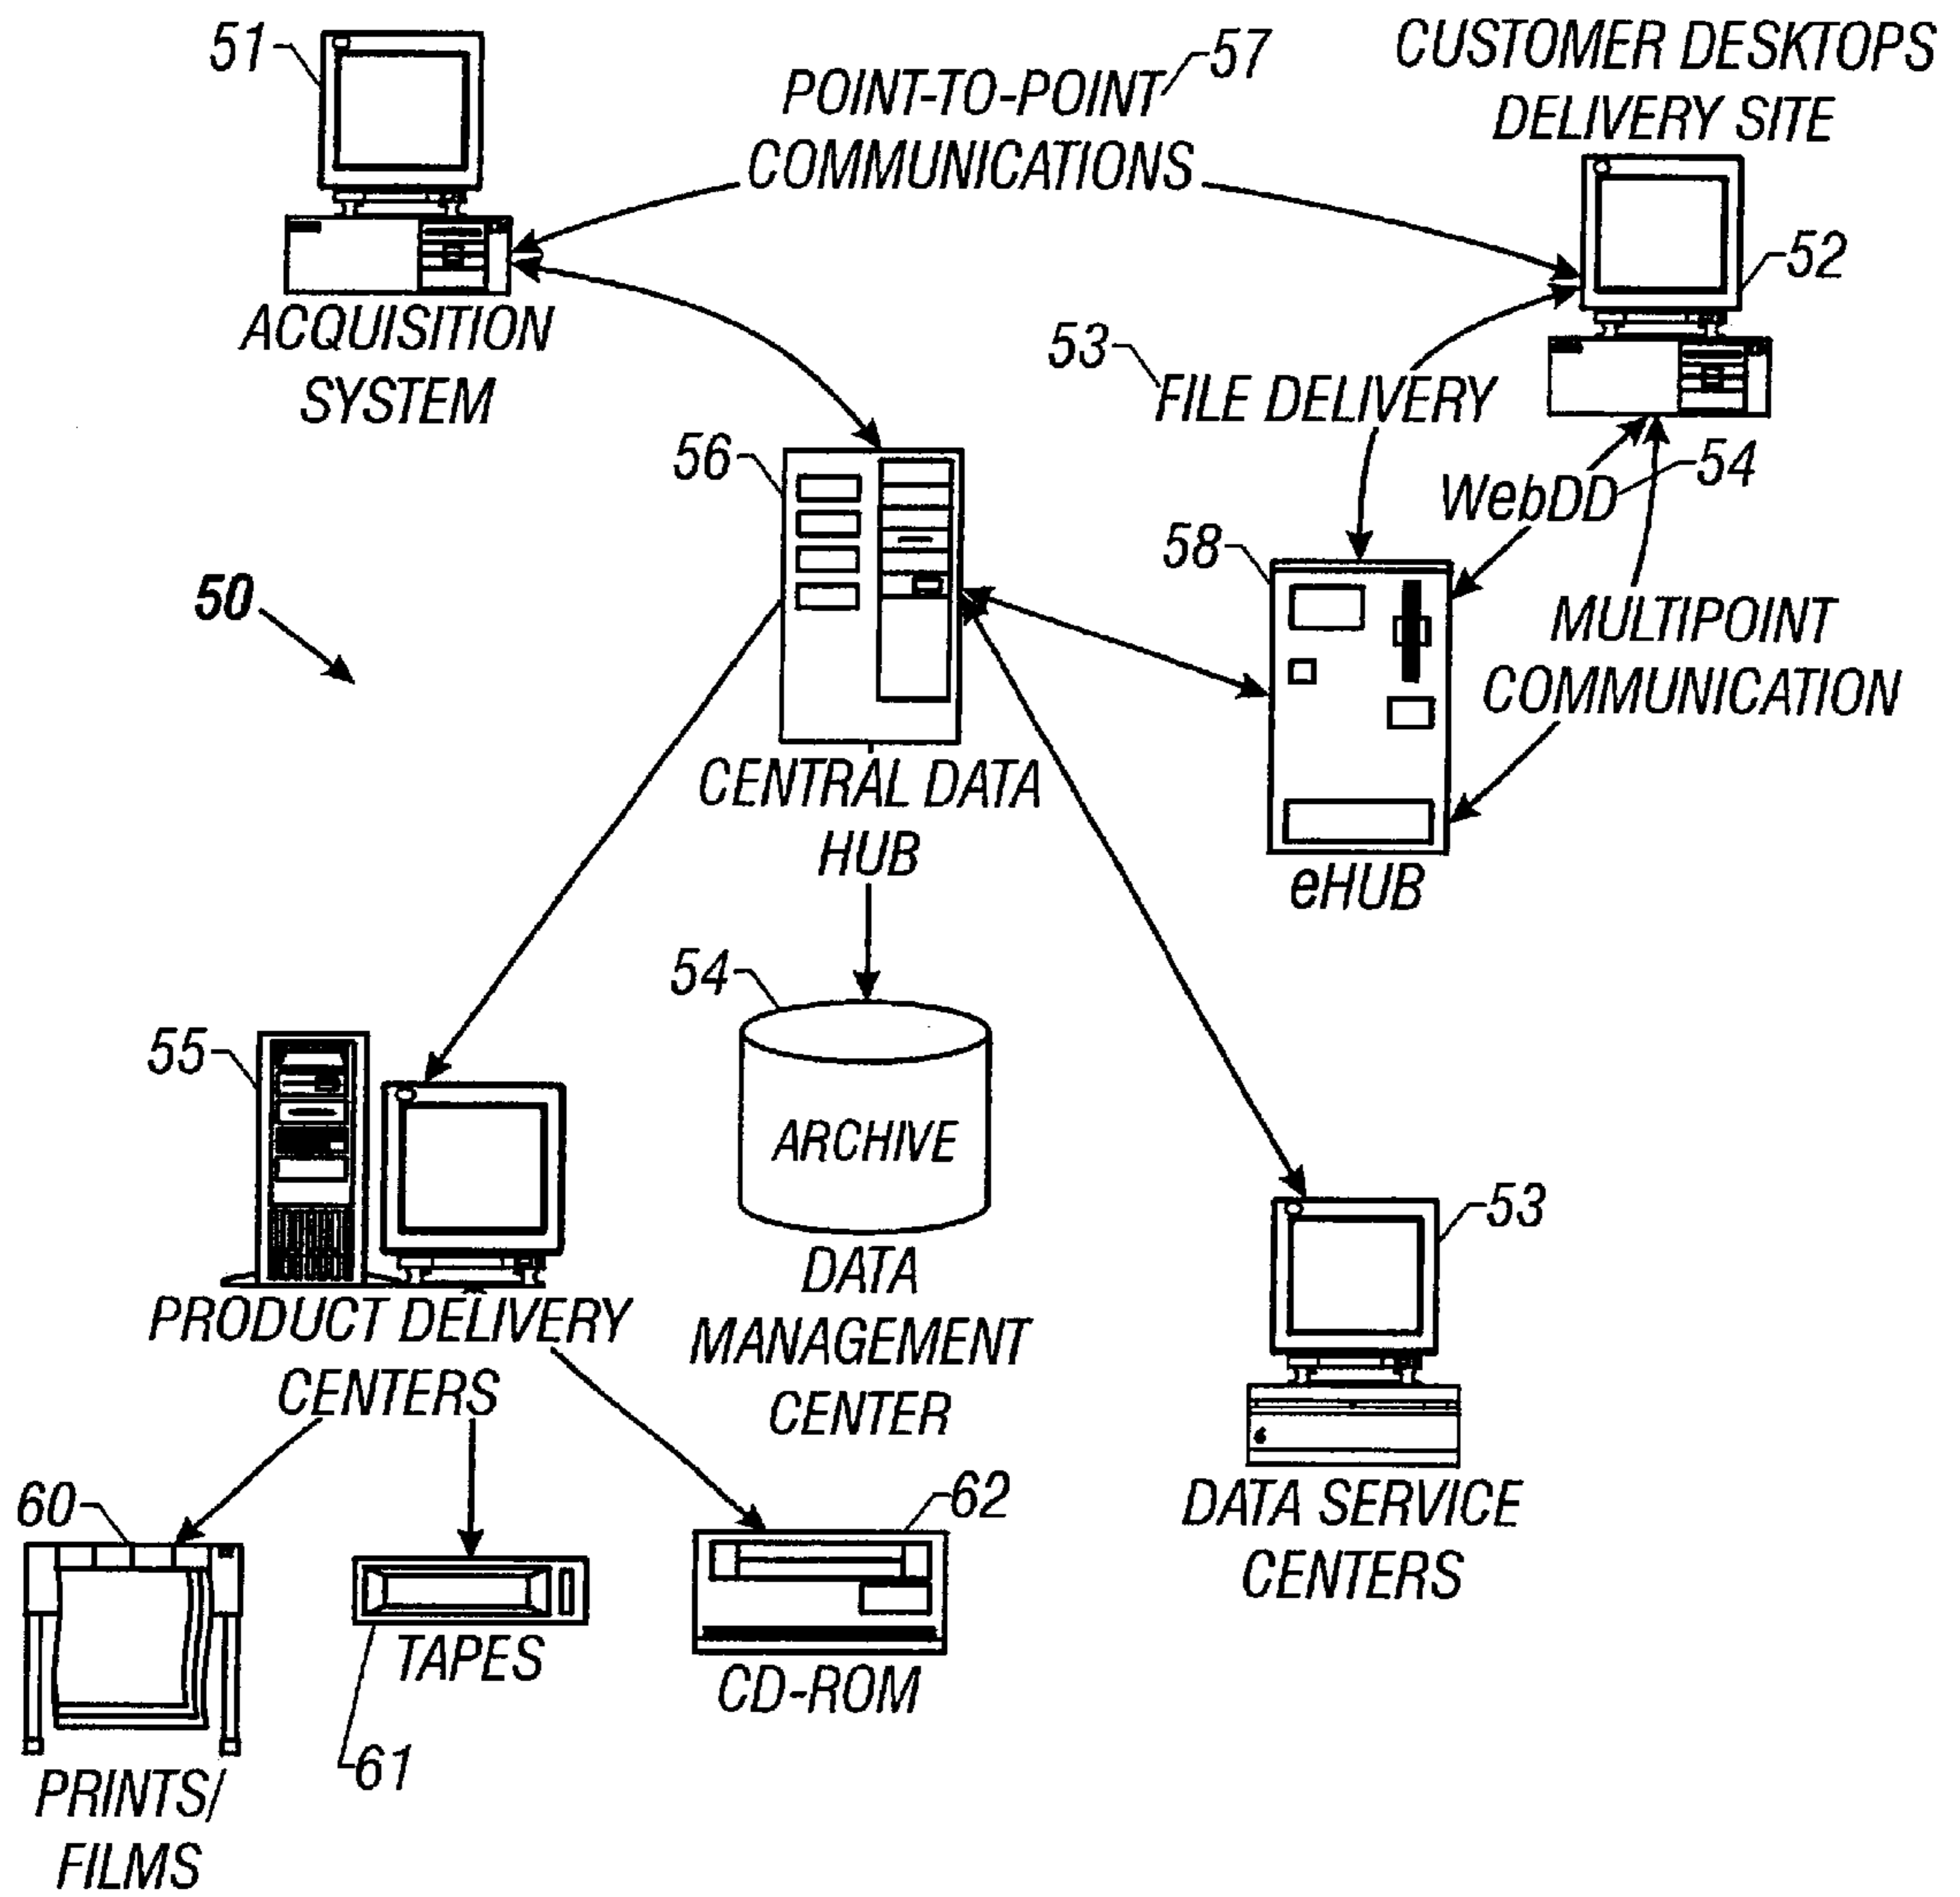 51
POINT-TO-POINT
COMMUNICATIONS
57
CUSTOMER DESKTOPS
DELIVERY SITE
52
ACQUISITION
SYSTEM
53
FILE DELIVERY
56
WebDD
54
58
50
MULTIPOINT
COMMUNICATION
CENTRAL DATA
HUB
eHUB
54
55
ARCHIVE
53
DATA
MANAGEMENT
CENTER
PRODUCT DELIVERY
CENTERS
60
62
DATA SERVICE
CENTERS
TAPES
CD-ROM
61
PRINTS/
FILMS